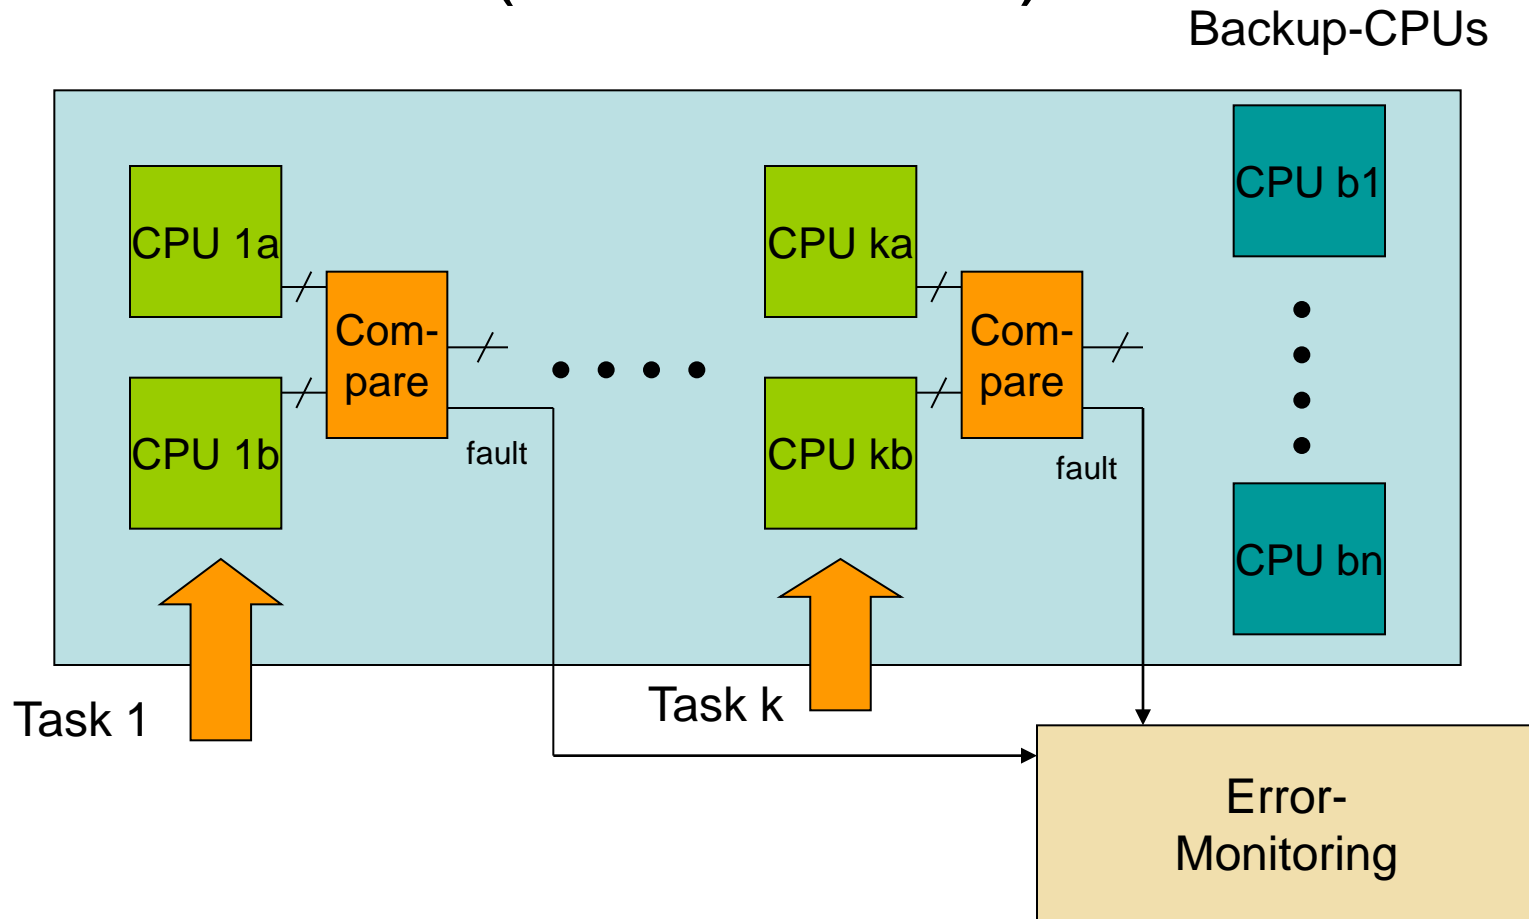 Backup-CPUs
CPU b1
CPU 1a
CPU ka
Com-
pare
Com-
pare
CPU 1b
fault
CPU kb
fault
CPU bn
Task 1
Task k
Error-
Monitoring